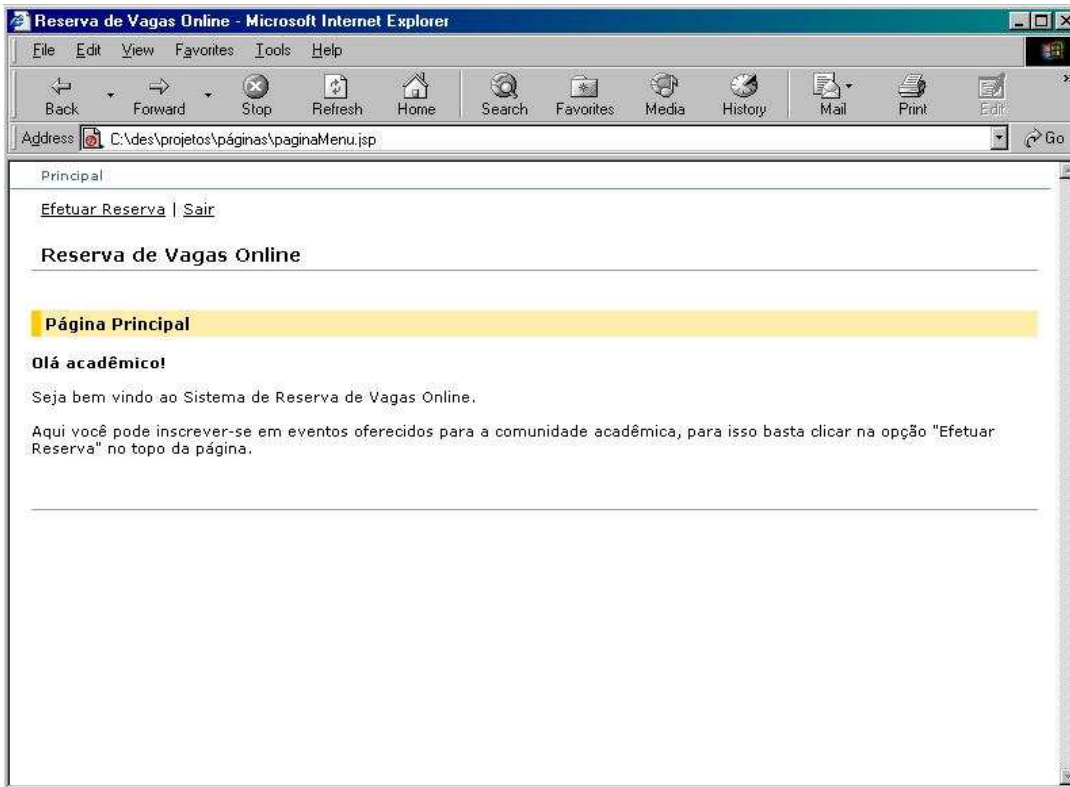 Reserva de Vagas Online - Microsoft Internet Explorer
File Edit View Favorites Tools Help
Back Forward Stop Refresh Home Search Favorites Media History Mail Print Edit
Address C:\des\projetos\páginas\paginaMenu.jsp Go
Principal
Efetuar Reserva | Sair
Reserva de Vagas Online
Página Principal
Olá acadêmico!
Seja bem vindo ao Sistema de Reserva de Vagas Online.
Aqui você pode inscrever-se em eventos oferecidos para a comunidade acadêmica, para isso basta clicar na opção "Efetuar
Reserva" no topo da página.